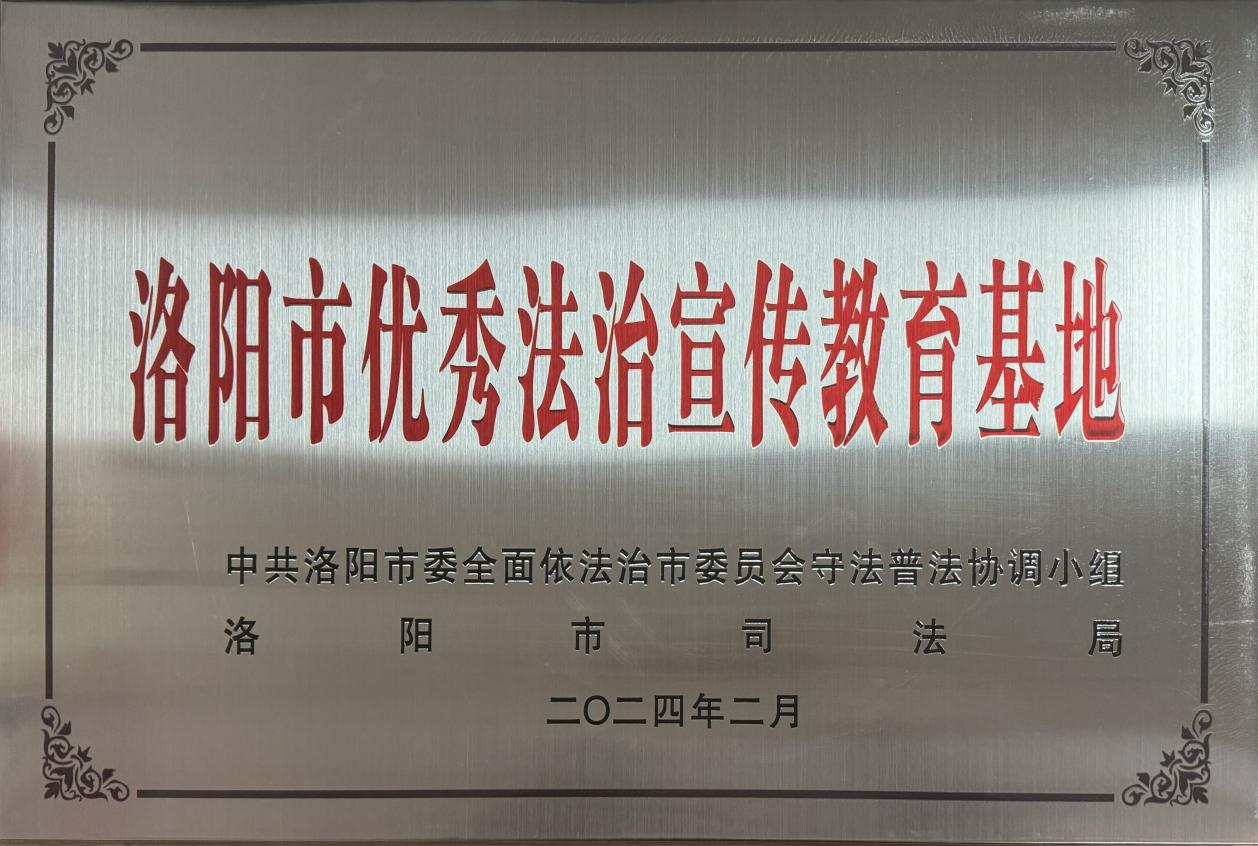 洛阳市优秀法治宣传教育基地
中共洛阳市委全面依法治市委员会守法普法协调小组
洛阳市司法局
二〇二四年二月